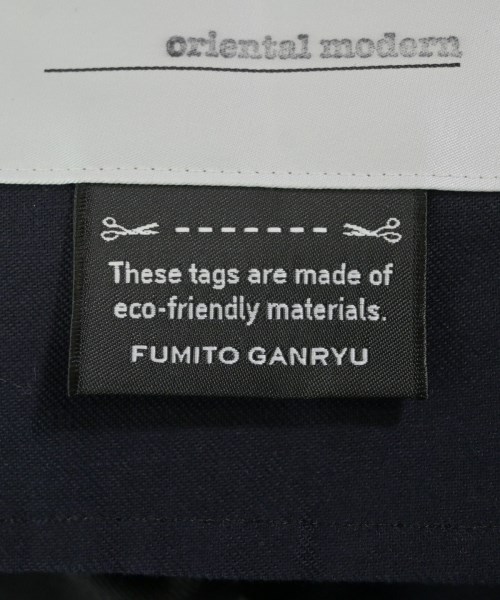 oriental modern
These tags are made of
eco-friendly materials.
FUMITO GANRYU